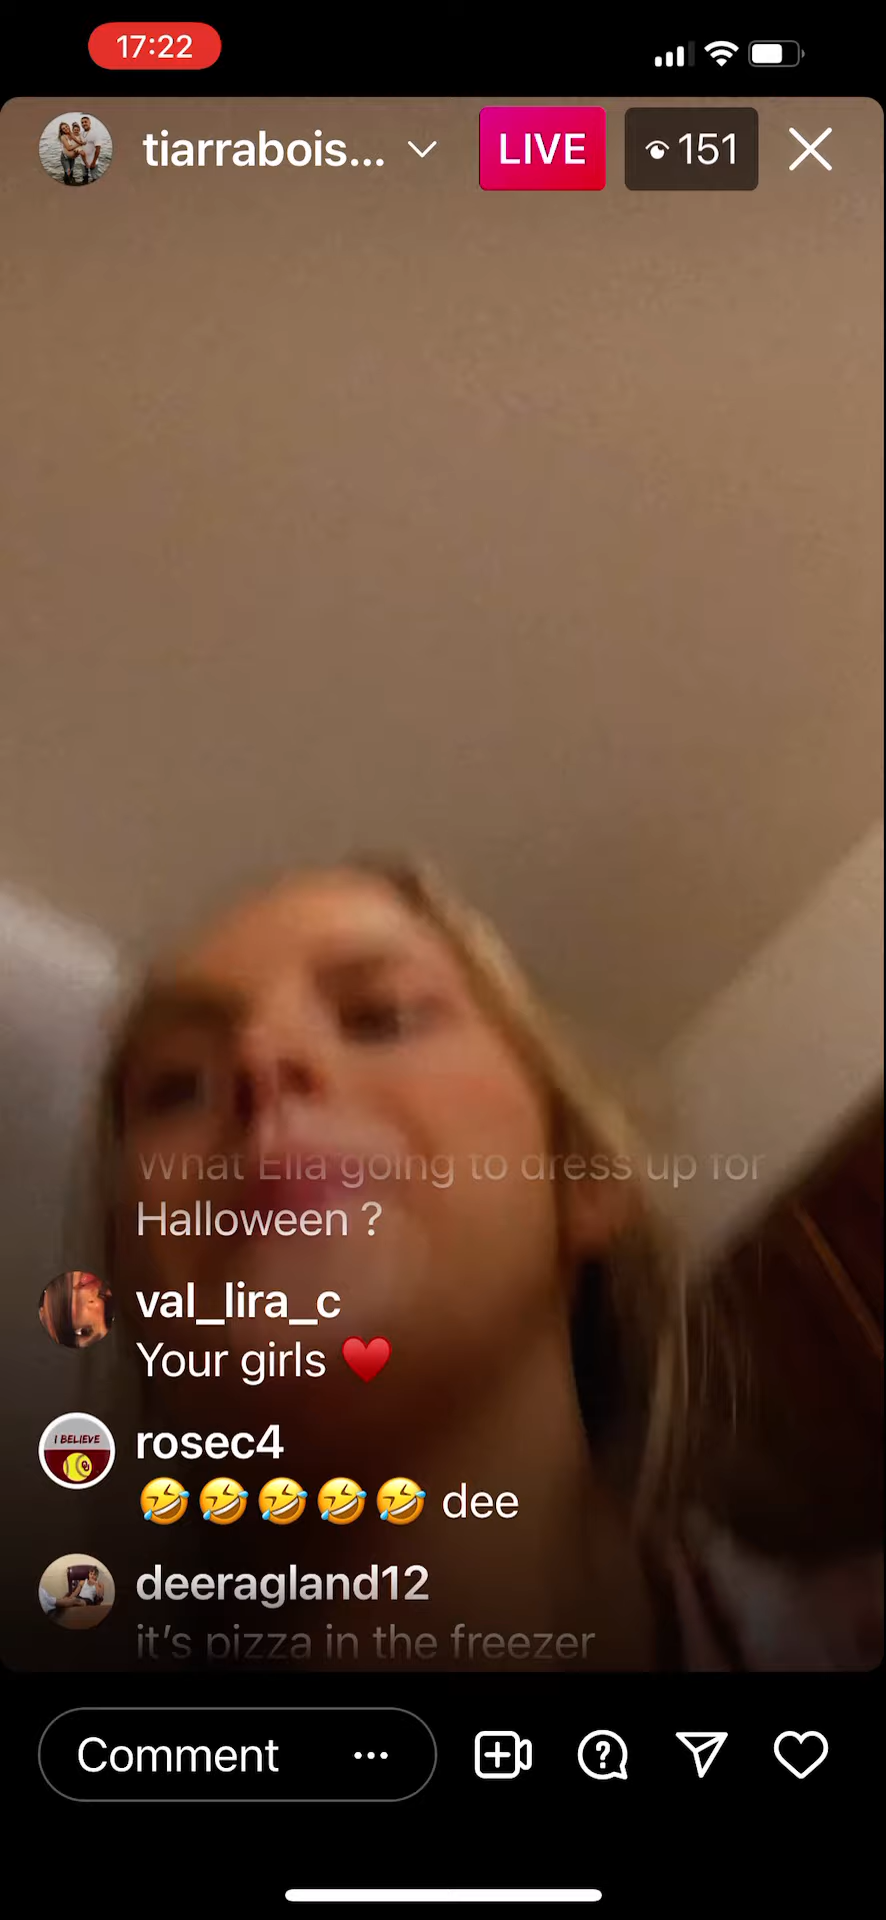 17:22
tiarrabois...
LIVE
151
What Ella going to dress up for
Halloween ?
val_lira_c
Your girls ❤️
I BELIEVE
rosec4
🤣🤣🤣🤣🤣 dee
deeragland12
it's pizza in the freezer
Comment